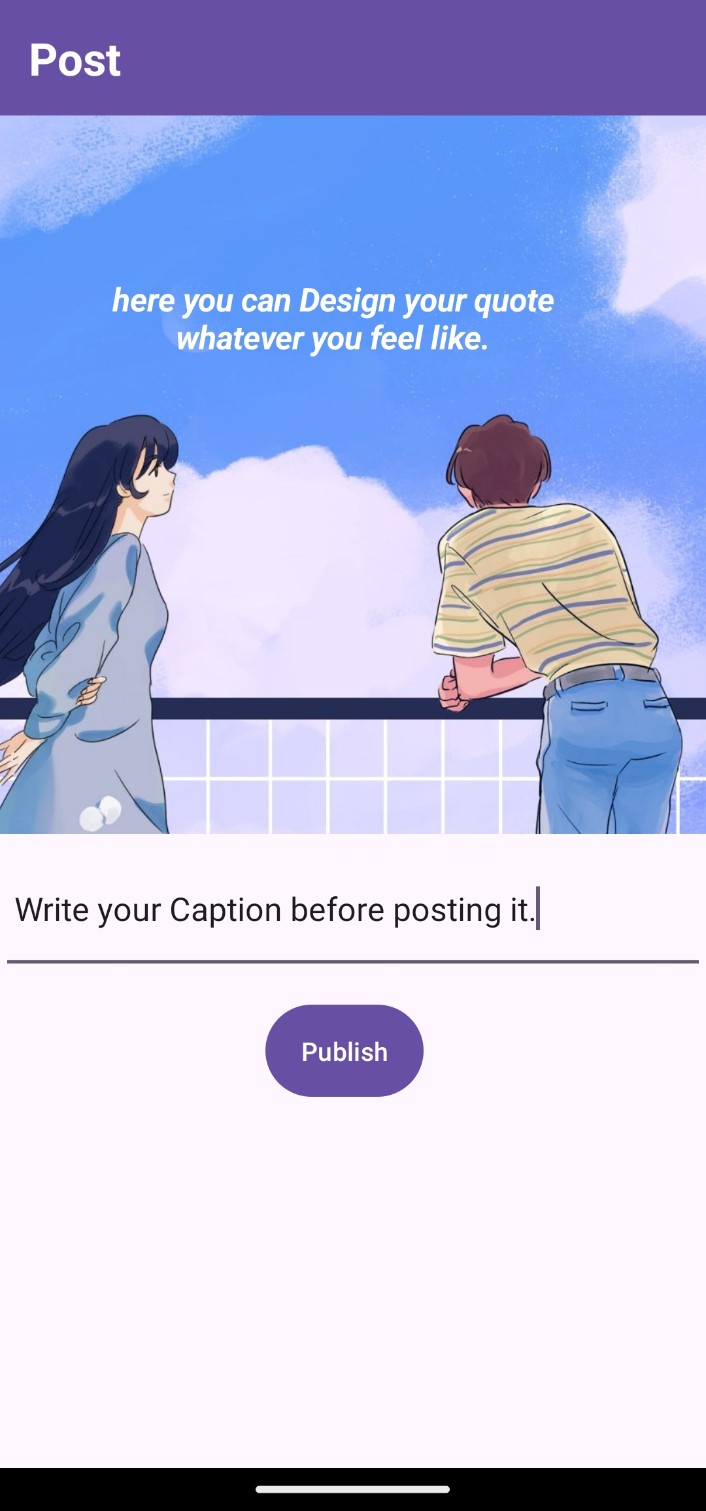 Post
here you can Design your quote
whatever you feel like.
Write your Caption before posting it.
Publish